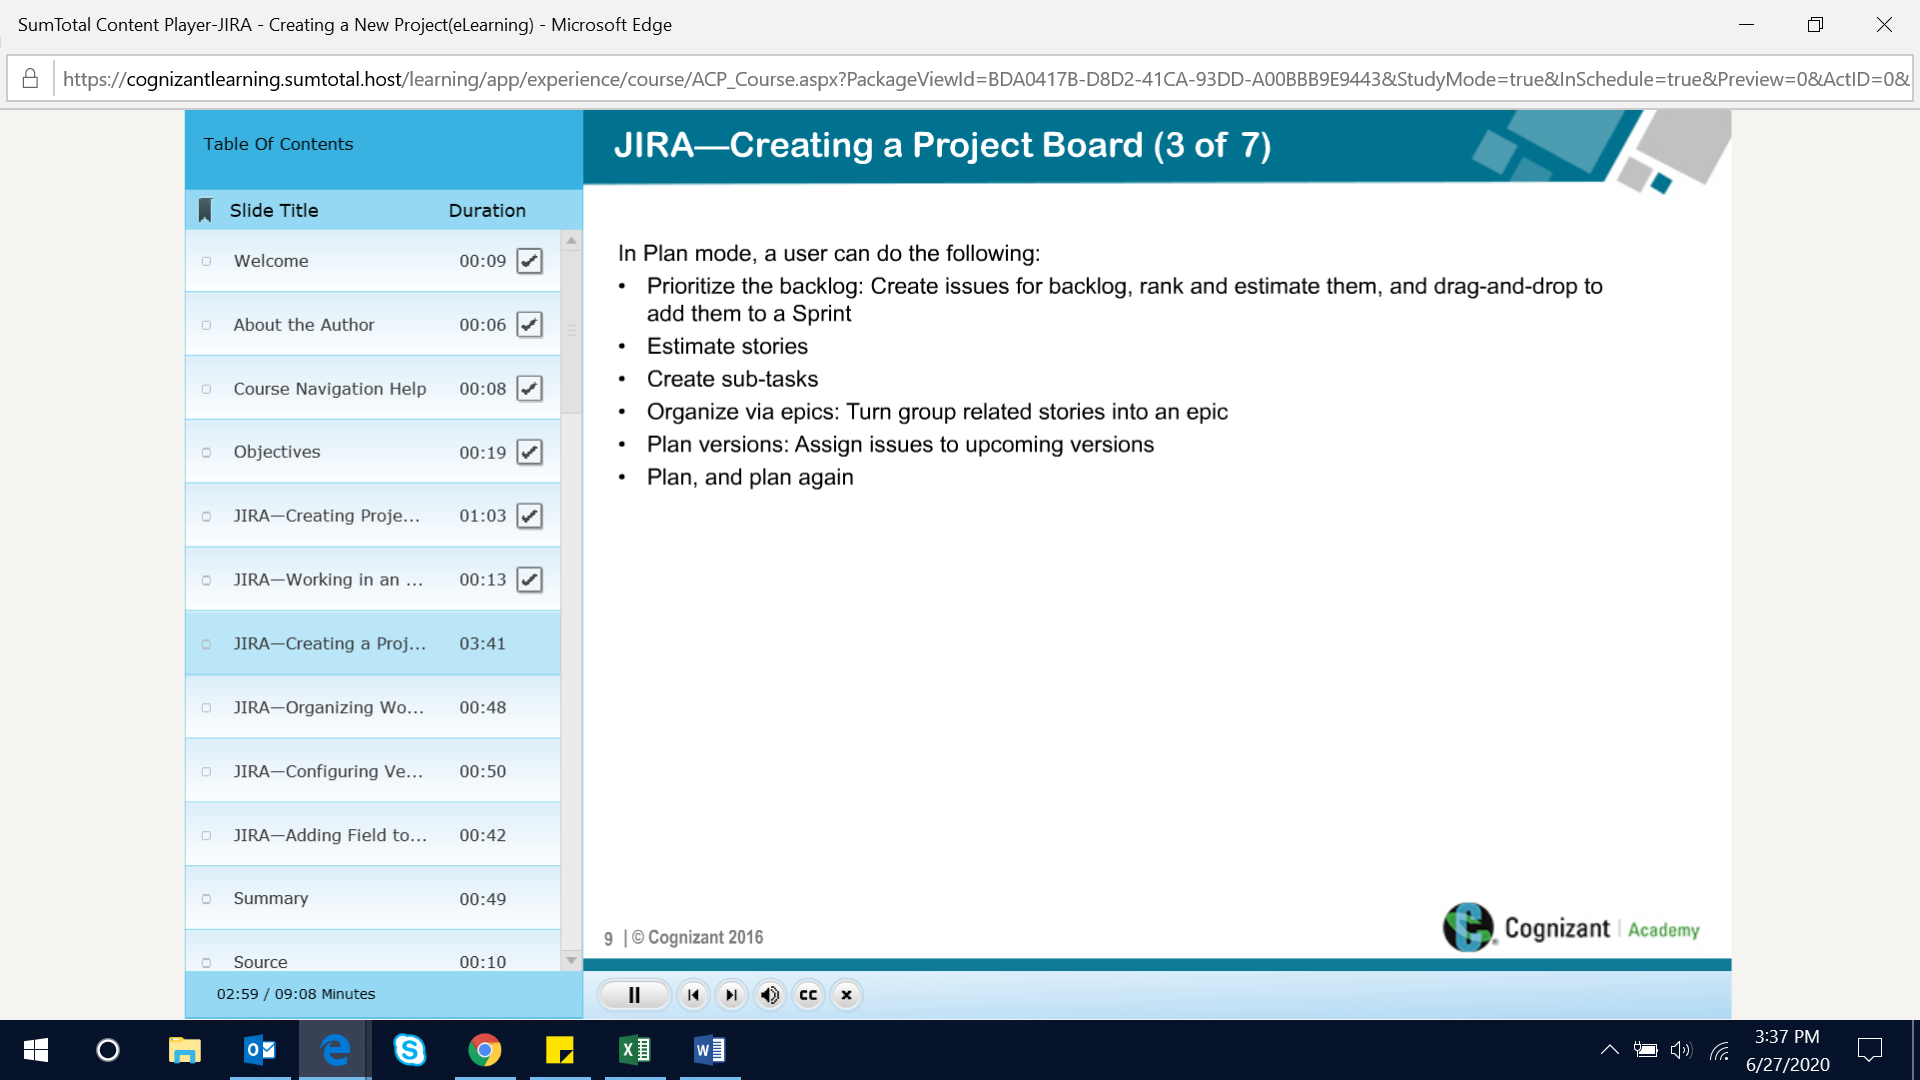 SumTotal Content Player-JIRA - Creating a New Project(eLearning) - Microsoft Edge
https://cognizantlearning.sumtotal.host/learning/app/experience/course/ACP_Course.aspx?PackageViewId=BDA0417B-D8D2-41CA-93DD-A00BBB9E9443&StudyMode=true&InSchedule=true&Preview=0&ActID=0&
Table Of Contents
Slide Title Duration
Welcome 00:09
About the Author 00:06
Course Navigation Help 00:08
Objectives 00:19
JIRA—Creating Proje... 01:03
JIRA—Working in an ... 00:13
JIRA—Creating a Proj... 03:41
JIRA—Organizing Wo... 00:48
JIRA—Configuring Ve... 00:50
JIRA—Adding Field to... 00:42
Summary 00:49
Source 00:10
02:59 / 09:08 Minutes
JIRA—Creating a Project Board (3 of 7)
In Plan mode, a user can do the following:
• Prioritize the backlog: Create issues for backlog, rank and estimate them, and drag-and-drop to
add them to a Sprint
• Estimate stories
• Create sub-tasks
• Organize via epics: Turn group related stories into an epic
• Plan versions: Assign issues to upcoming versions
• Plan, and plan again
9 | © Cognizant 2016
Cognizant | Academy
CC
3:37 PM
6/27/2020